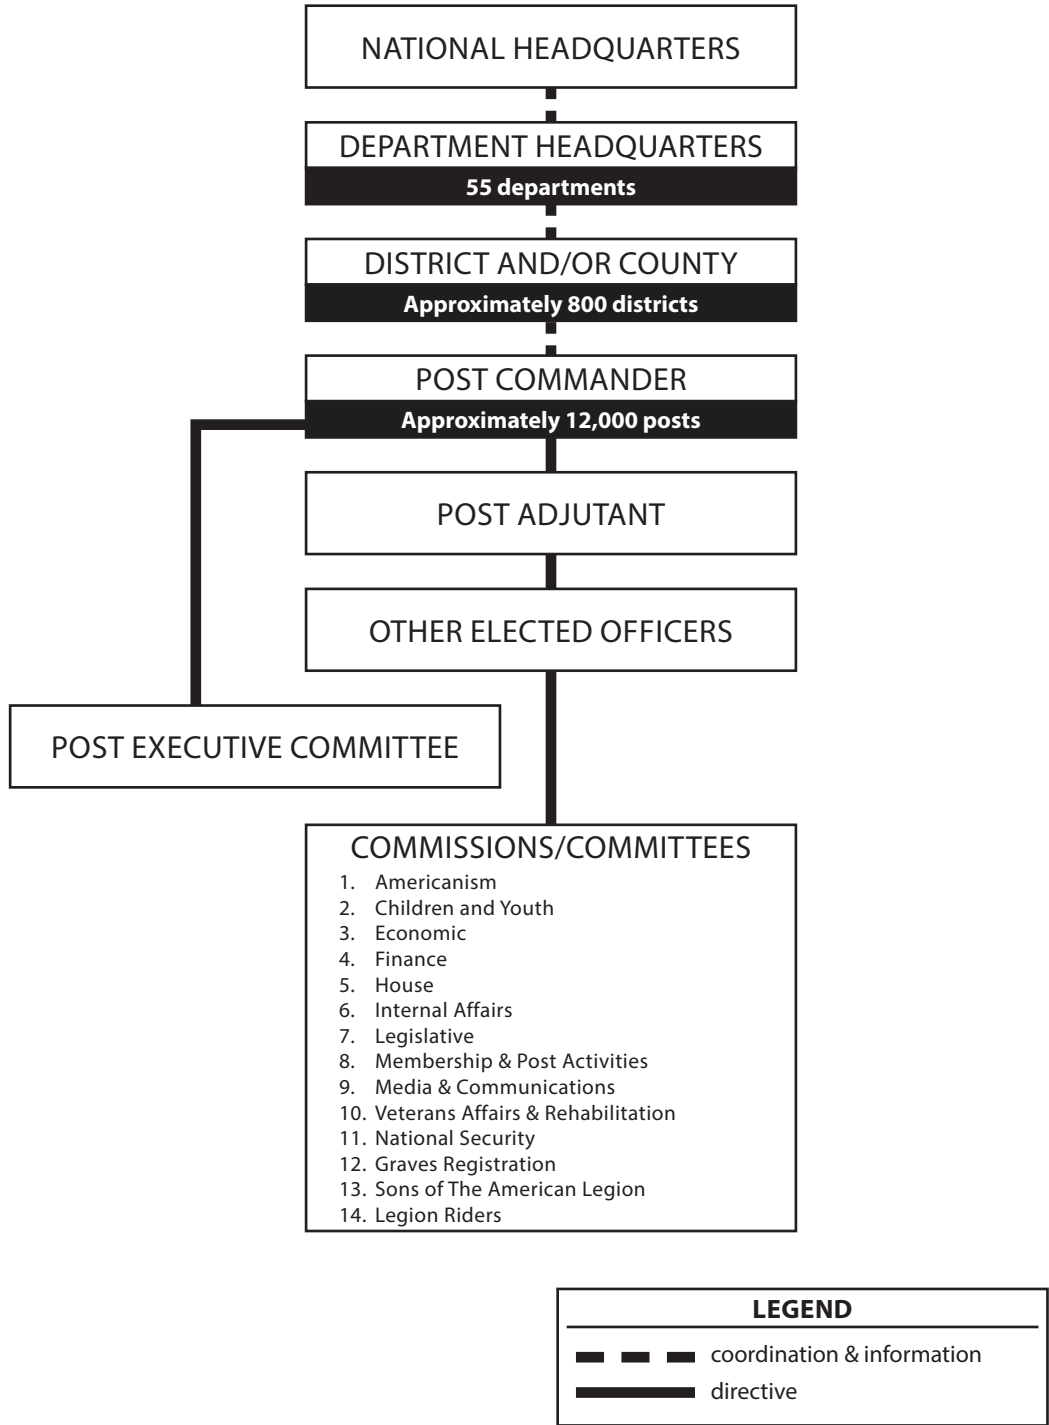 NATIONAL HEADQUARTERS
DEPARTMENT HEADQUARTERS
55 departments
DISTRICT AND/OR COUNTY
Approximately 800 districts
POST COMMANDER
Approximately 12,000 posts
POST ADJUTANT
OTHER ELECTED OFFICERS
POST EXECUTIVE COMMITTEE
COMMISSIONS/COMMITTEES
1. Americanism
2. Children and Youth
3. Economic
4. Finance
5. House
6. Internal Affairs
7. Legislative
8. Membership & Post Activities
9. Media & Communications
10. Veterans Affairs & Rehabilitation
11. National Security
12. Graves Registration
13. Sons of The American Legion
14. Legion Riders
LEGEND
coordination & information
directive